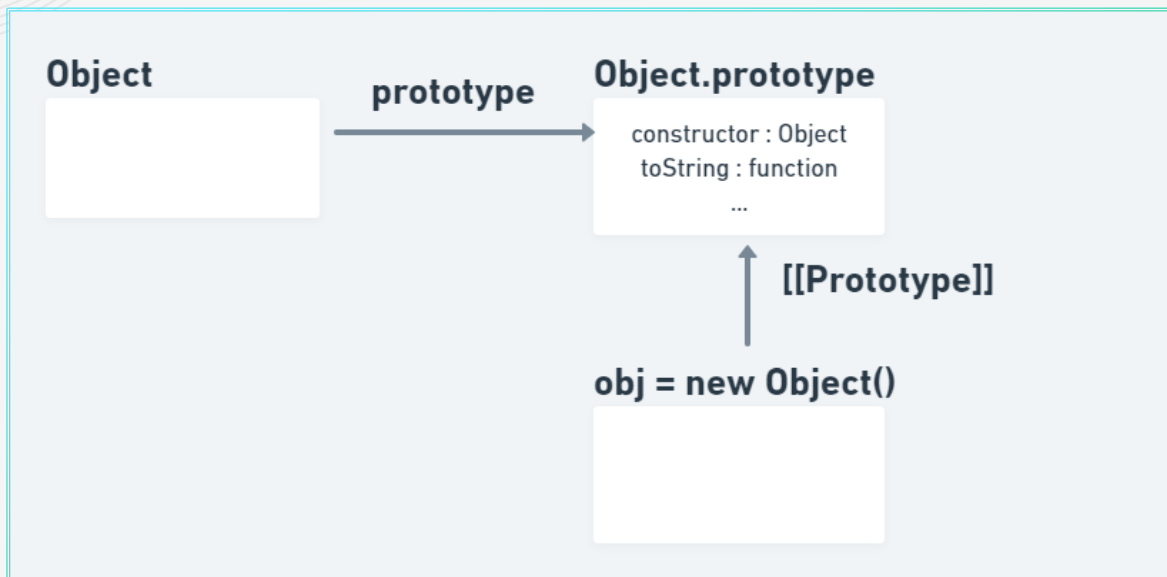 Object
prototype
Object.prototype
constructor : Object
toString : function
...
[[Prototype]]
obj = new Object()